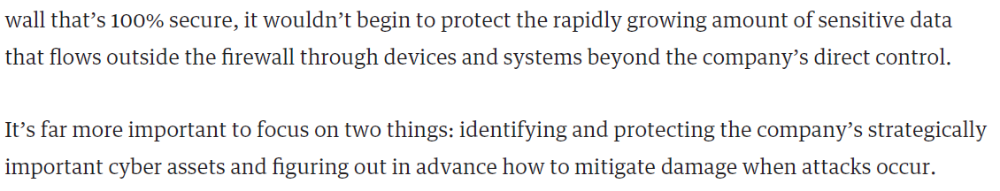 wall that’s 100% secure, it wouldn’t begin to protect the rapidly growing amount of sensitive data
that flows outside the firewall through devices and systems beyond the company’s direct control.
It’s far more important to focus on two things: identifying and protecting the company’s strategically
important cyber assets and figuring out in advance how to mitigate damage when attacks occur.